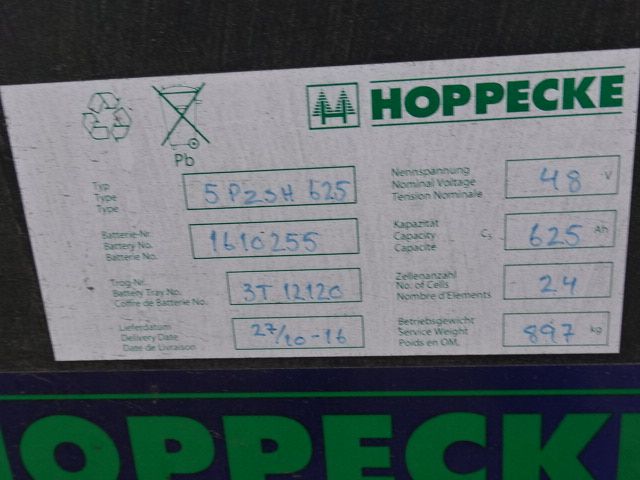 HOPPECKE
Pb
Typ
Type
Type
5 PZSH 625
Batterie-Nr.
Battery No.
Batterie No.
1610255
Trog-Nr.
Battery Tray No.
Coffre de Batterie No.
3T 12120
Lieferdatum
Delivery Date
Date de Livraison
27/10-16
Nennspannung
Nominal Voltage
Tension Nominale
48 V
Kapazität
Capacity C5
Capacité
625 Ah
Zellenanzahl
No. of Cells
Nombre d'Elements
24
Betriebsgewicht
Service Weight
Poids en OM.
897 kg
HOPPECKE